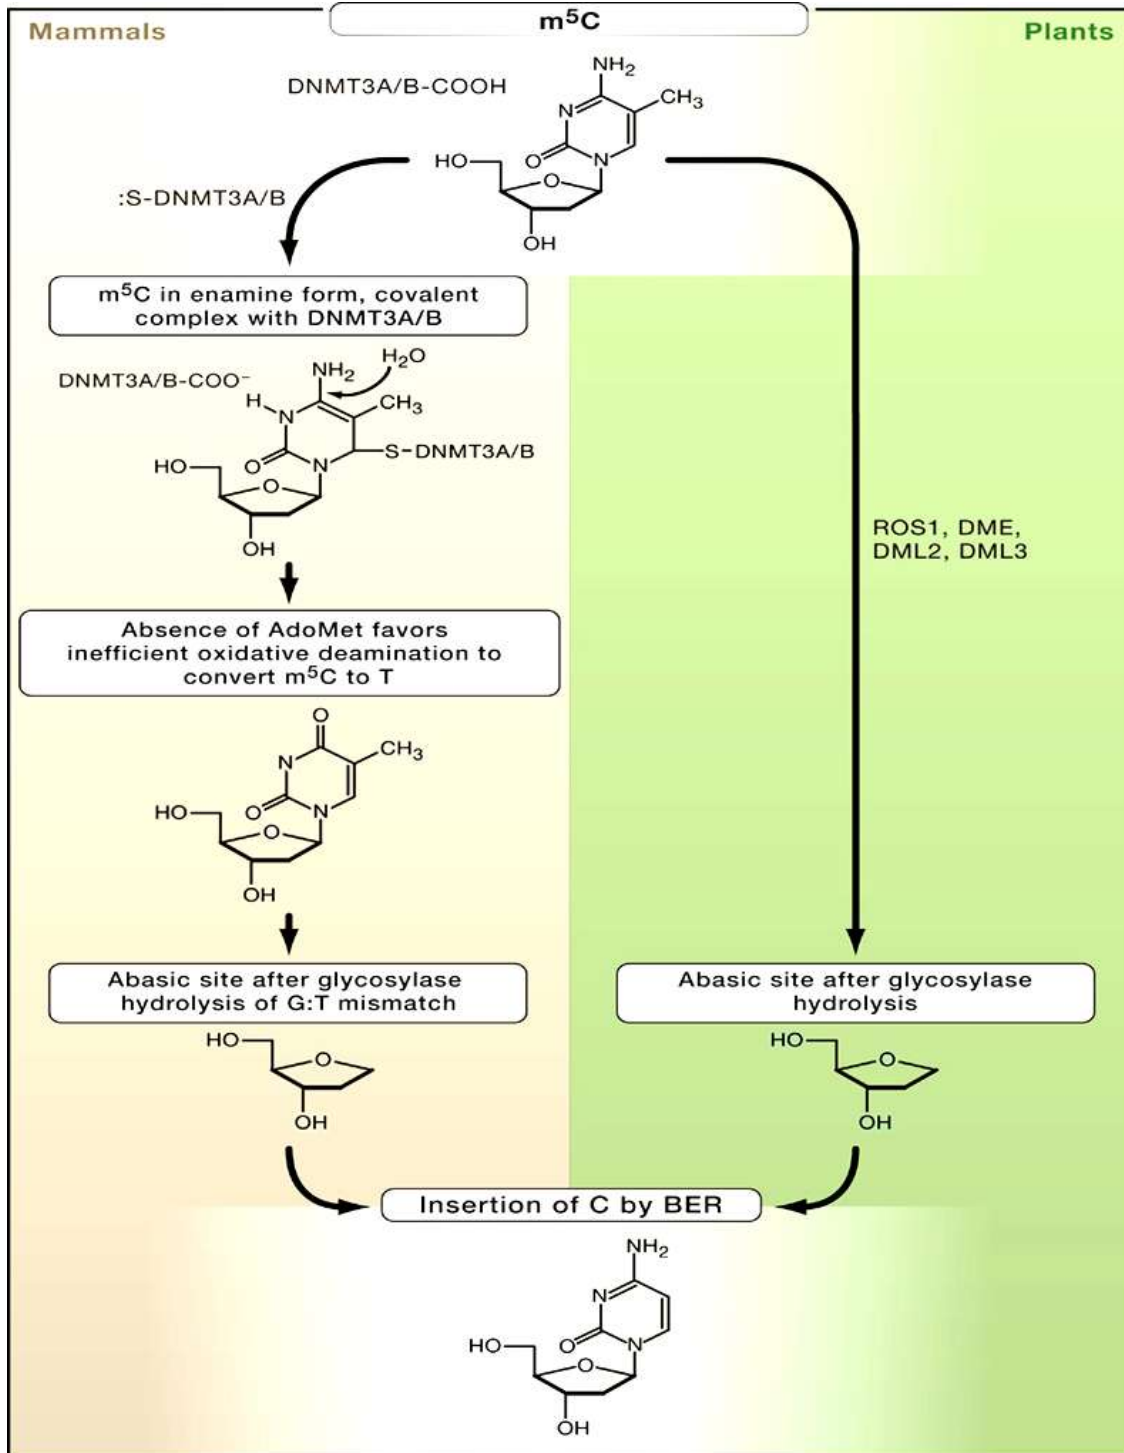 Mammals
m⁵C
Plants
DNMT3A/B-COOH
NH₂
CH₃
N
O
N
HO
O
OH
:S-DNMT3A/B
m⁵C in enamine form, covalent
complex with DNMT3A/B
H₂O
DNMT3A/B-COO⁻
NH₂
H
N
CH₃
O
N
S-DNMT3A/B
HO
O
OH
ROS1, DME,
DML2, DML3
Absence of AdoMet favors
inefficient oxidative deamination to
convert m⁵C to T
O
N
CH₃
O
N
HO
O
OH
Abasic site after glycosylase
hydrolysis of G:T mismatch
Abasic site after glycosylase
hydrolysis
HO
O
OH
HO
O
OH
Insertion of C by BER
NH₂
N
O
N
HO
O
OH